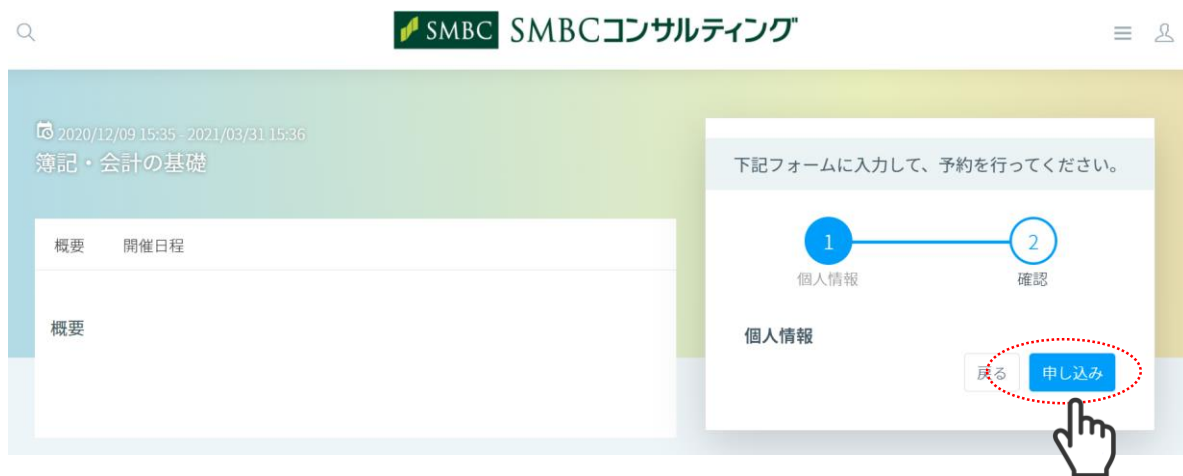 SMBC SMBCコンサルティング
2020/12/09 15:35 - 2021/03/31 15:36
簿記・会計の基礎
概要 開催日程
概要
下記フォームに入力して、予約を行ってください。
1 2
個人情報 確認
個人情報
戻る 申し込み